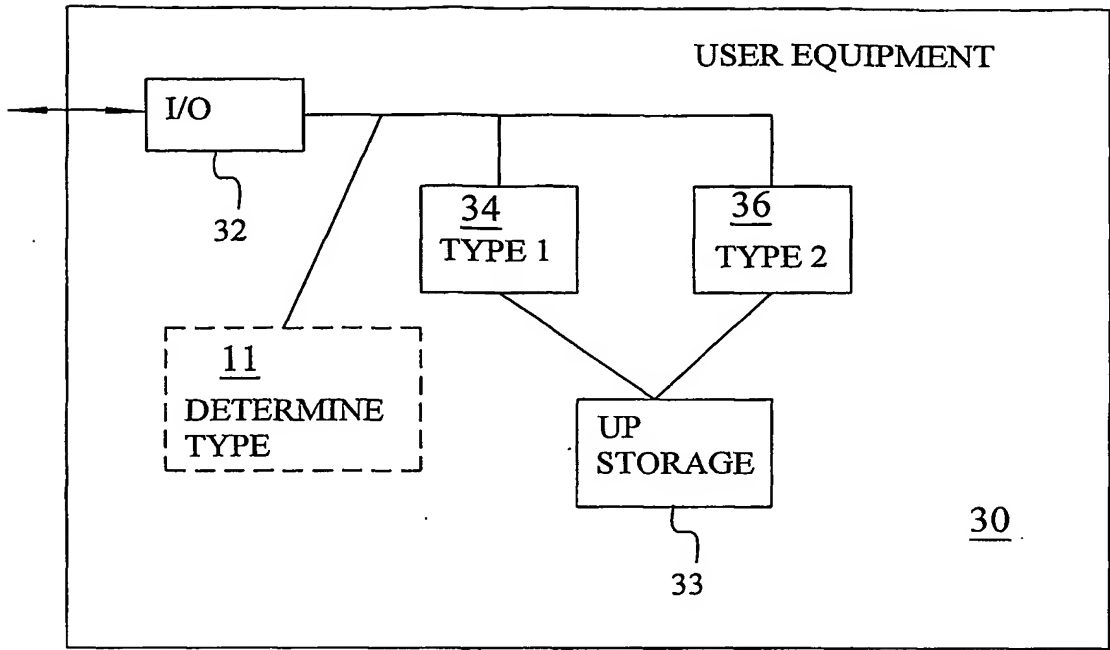 USER EQUIPMENT
I/O
32
34
TYPE 1
36
TYPE 2
11
DETERMINE
TYPE
UP
STORAGE
33
30